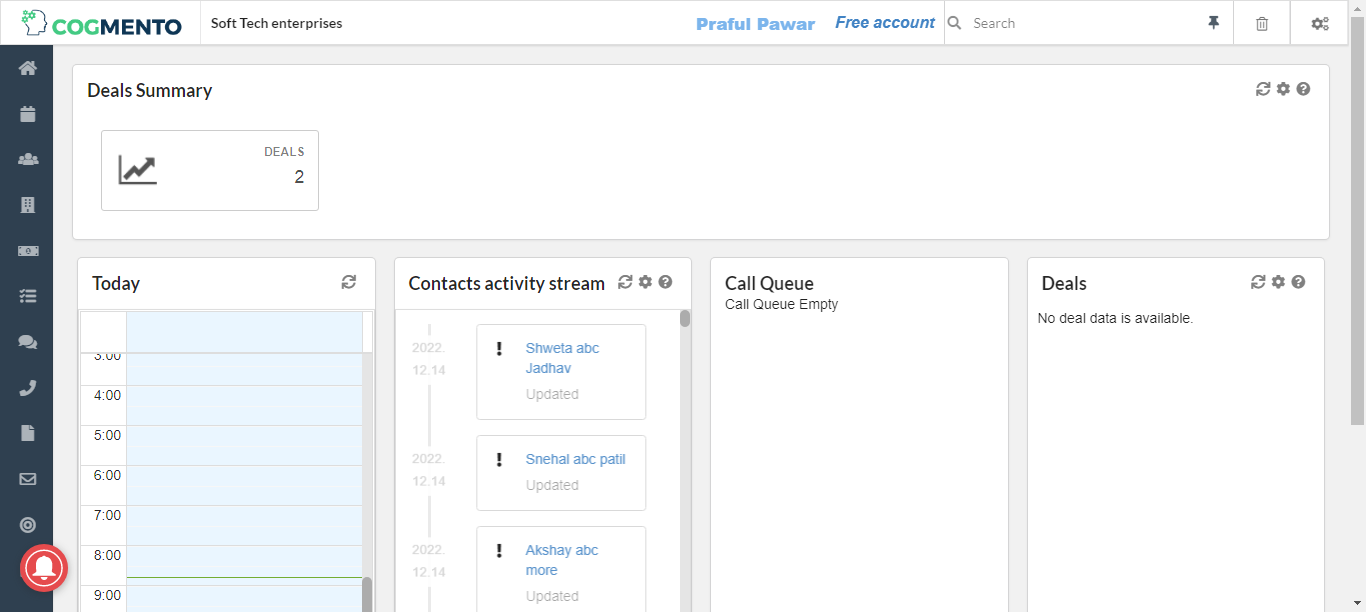 COGMENTO
Soft Tech enterprises
Praful Pawar
Free account
Search
Deals Summary
DEALS
2
Today
3:00
4:00
5:00
6:00
7:00
8:00
9:00
Contacts activity stream
2022.
12.14
Shweta abc
Jadhav
Updated
2022.
12.14
Snehal abc patil
Updated
2022.
12.14
Akshay abc
more
Updated
Call Queue
Call Queue Empty
Deals
No deal data is available.